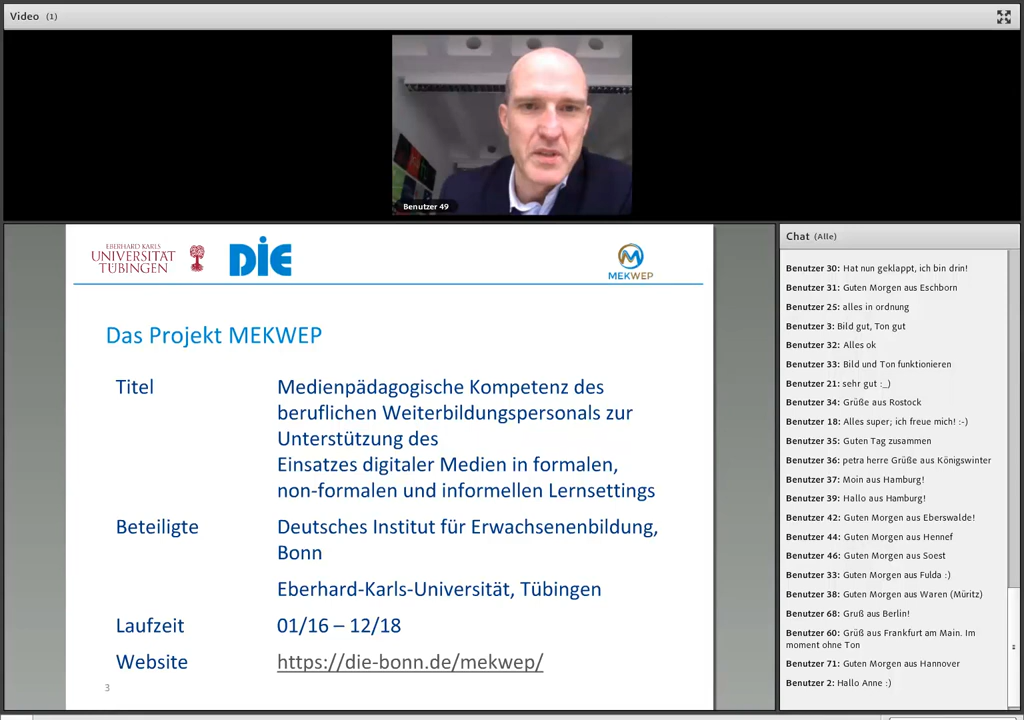 Video (1)
Benutzer 49
EBERHARD KARLS
UNIVERSITÄT
TÜBINGEN
DIE
MEKWEP
Das Projekt MEKWEP
Titel
Medienpädagogische Kompetenz des
beruflichen Weiterbildungspersonals zur
Unterstützung des
Einsatzes digitaler Medien in formalen,
non-formalen und informellen Lernsettings
Beteiligte
Deutsches Institut für Erwachsenenbildung,
Bonn
Eberhard-Karls-Universität, Tübingen
Laufzeit
01/16 – 12/18
Website
https://die-bonn.de/mekwep/
3
Chat (Alle)
Benutzer 30: Hat nun geklappt, ich bin drin!
Benutzer 31: Guten Morgen aus Eschborn
Benutzer 25: alles in ordnung
Benutzer 3: Bild gut, Ton gut
Benutzer 32: Alles ok
Benutzer 33: Bild und Ton funktionieren
Benutzer 21: sehr gut :_)
Benutzer 34: Grüße aus Rostock
Benutzer 18: Alles super; ich freue mich! :-)
Benutzer 35: Guten Tag zusammen
Benutzer 36: petra herre Grüße aus Königswinter
Benutzer 37: Moin aus Hamburg!
Benutzer 39: Hallo aus Hamburg!
Benutzer 42: Guten Morgen aus Eberswalde!
Benutzer 44: Guten Morgen aus Hennef
Benutzer 46: Guten Morgen aus Soest
Benutzer 33: Guten Morgen aus Fulda :)
Benutzer 38: Guten Morgen aus Waren (Müritz)
Benutzer 68: Gruß aus Berlin!
Benutzer 60: Grüß aus Frankfurt am Main. Im
moment ohne Ton
Benutzer 71: Guten Morgen aus Hannover
Benutzer 2: Hallo Anne :)